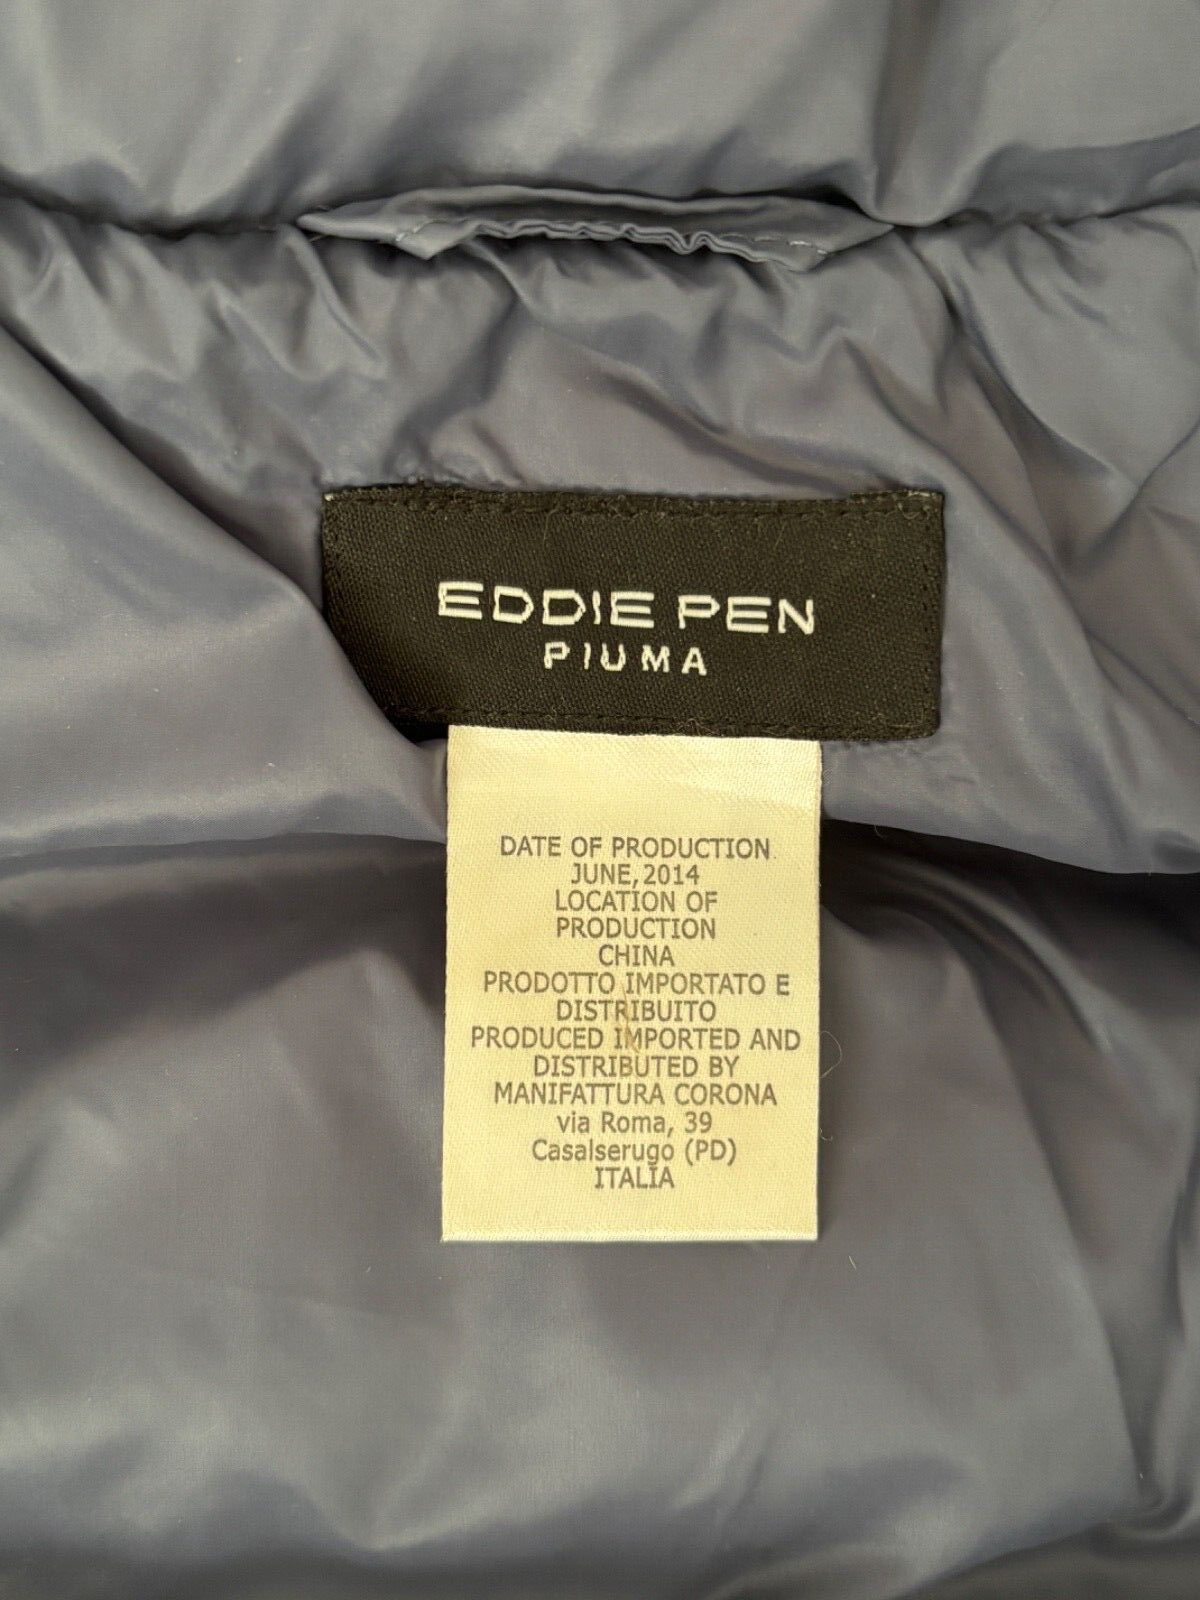 EDDIE PEN
PIUMA
DATE OF PRODUCTION
JUNE,2014
LOCATION OF
PRODUCTION
CHINA
PRODOTTO IMPORTATO E
DISTRIBUITO
PRODUCED IMPORTED AND
DISTRIBUTED BY
MANIFATTURA CORONA
via Roma, 39
Casalserugo (PD)
ITALIA